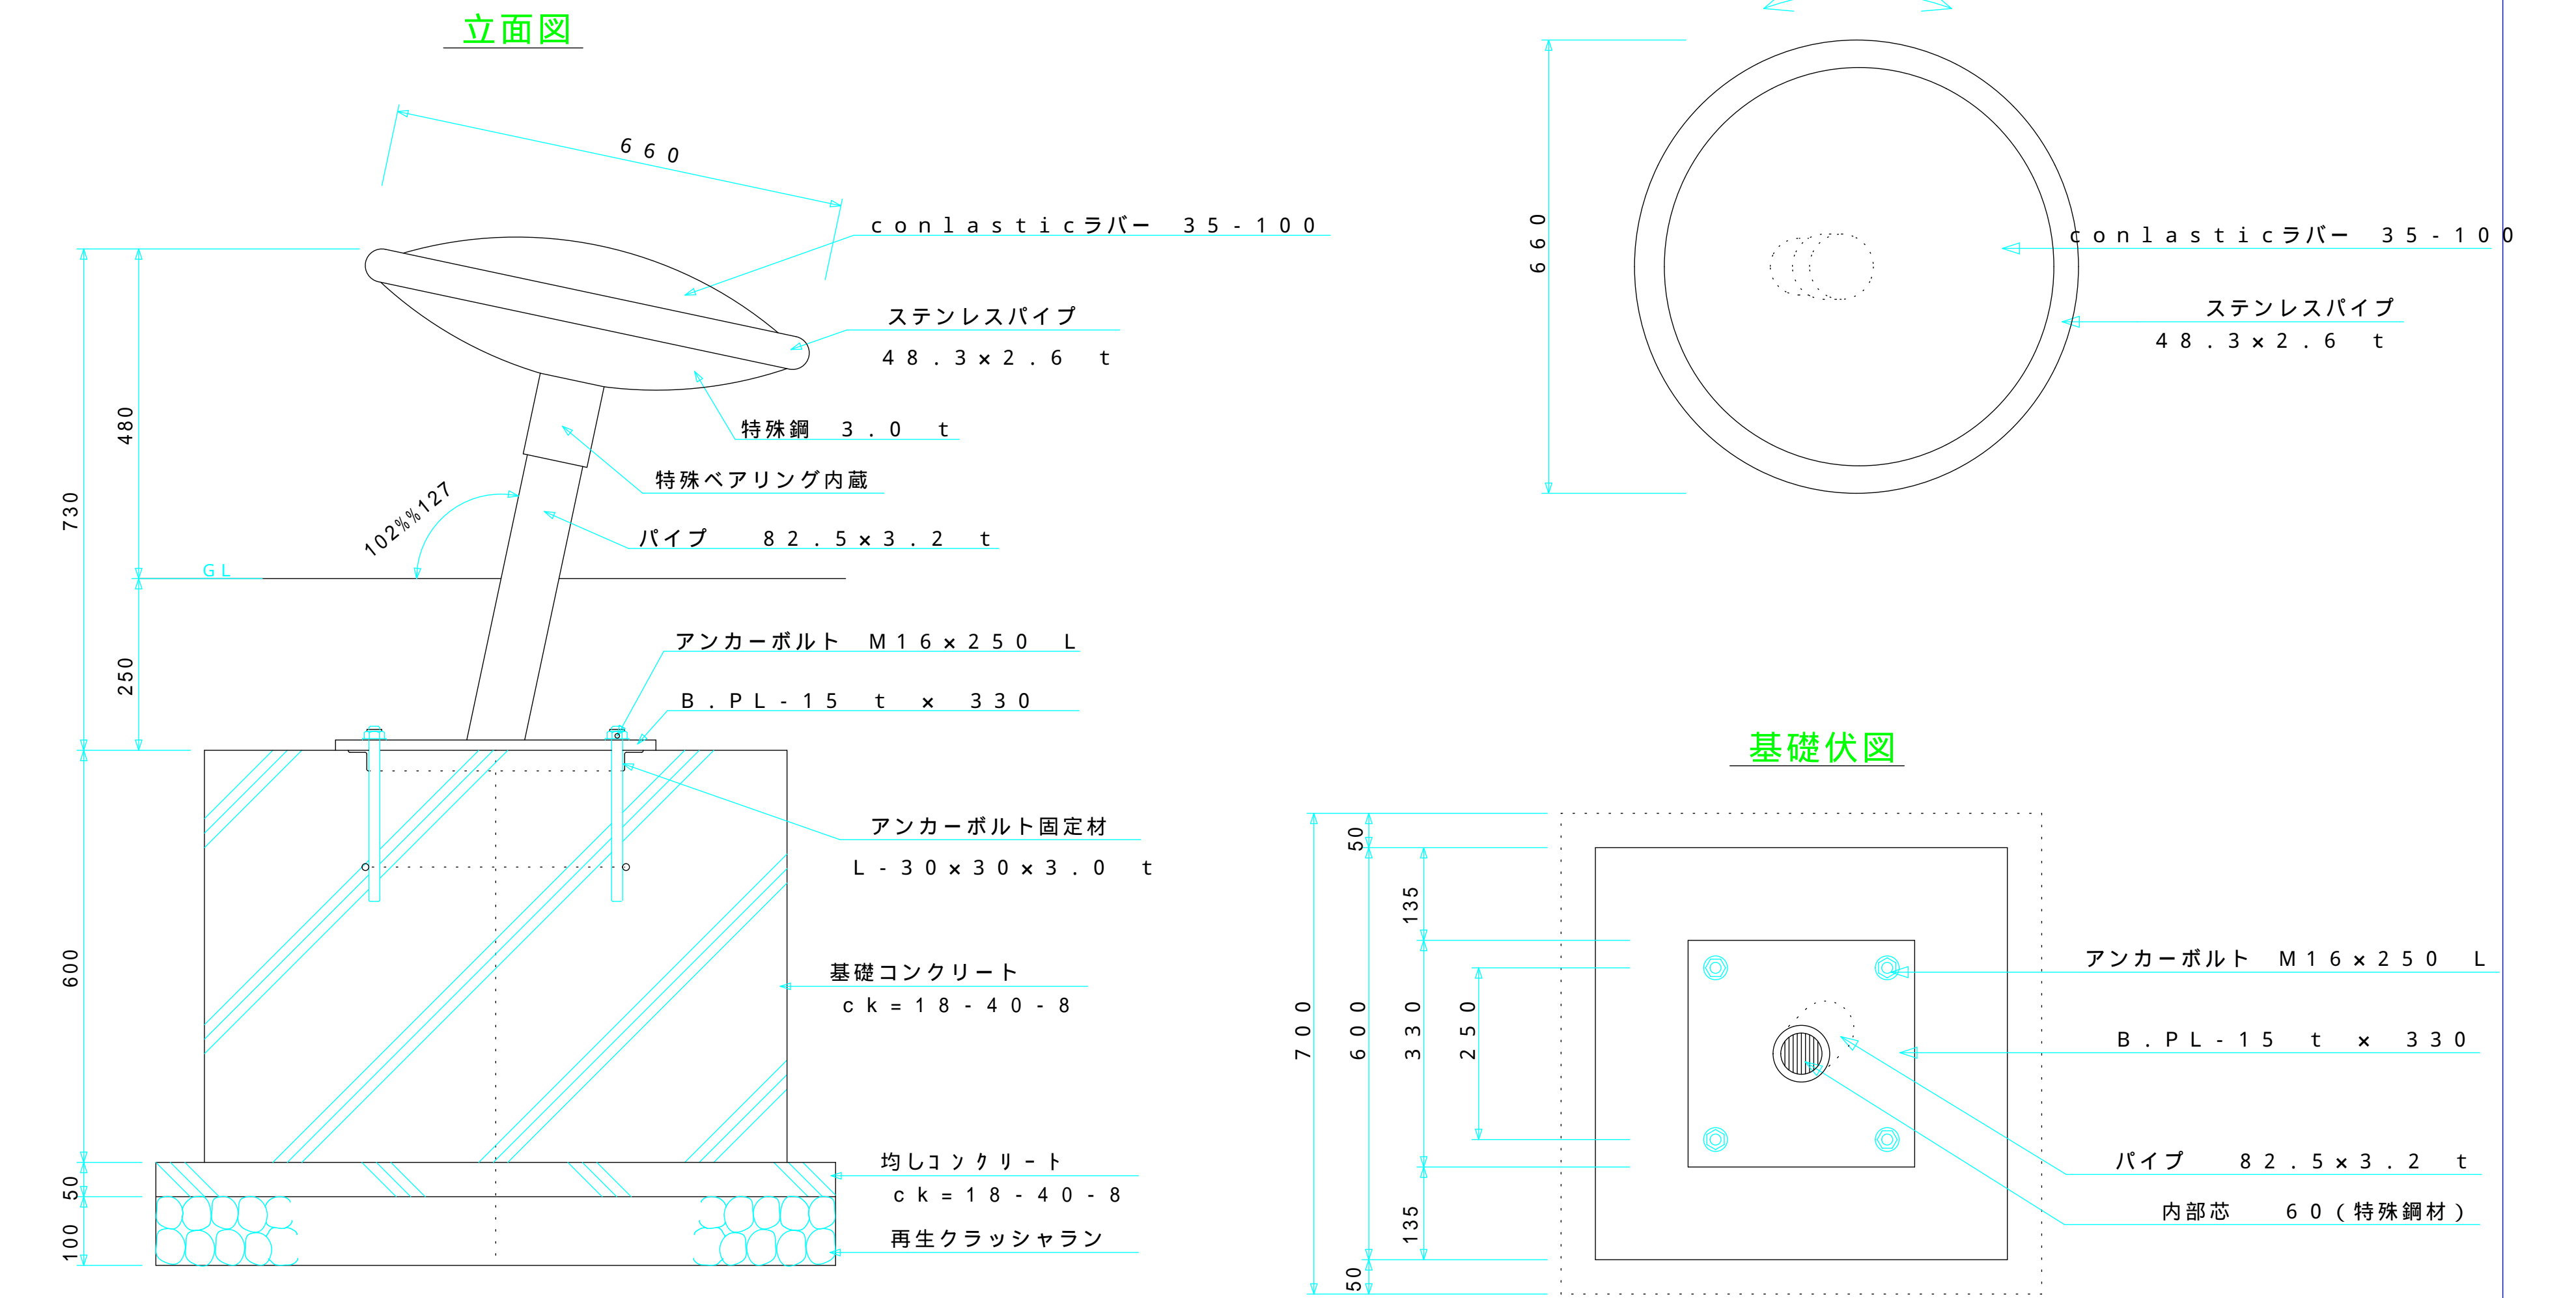 立面図
660
conlasticラバー 35-100
ステンレスパイプ
48.3×2.6 t
特殊鋼 3.0 t
特殊ベアリング内蔵
パイプ 82.5×3.2 t
102%%127
GL
730
480
250
アンカーボルト M16×250 L
B.PL-15 t × 330
アンカーボルト固定材
L-30×30×3.0 t
基礎コンクリート
ck=18-40-8
均しコンクリート
ck=18-40-8
再生クラッシャラン
600
50
100
660
conlasticラバー 35-100
ステンレスパイプ
48.3×2.6 t
基礎伏図
50
135
700
600
330
250
135
50
アンカーボルト M16×250 L
B.PL-15 t × 330
パイプ 82.5×3.2 t
内部芯 60(特殊鋼材)